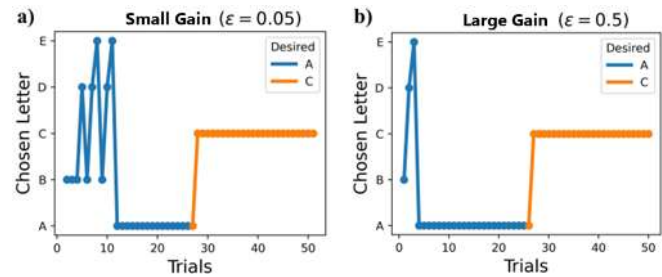 a) Small Gain (ε = 0.05)
E
D
C
B
A
Chosen Letter
Desired
A
C
0 10 20 30 40 50
Trials
b) Large Gain (ε = 0.5)
E
D
C
B
A
Chosen Letter
Desired
A
C
0 10 20 30 40 50
Trials